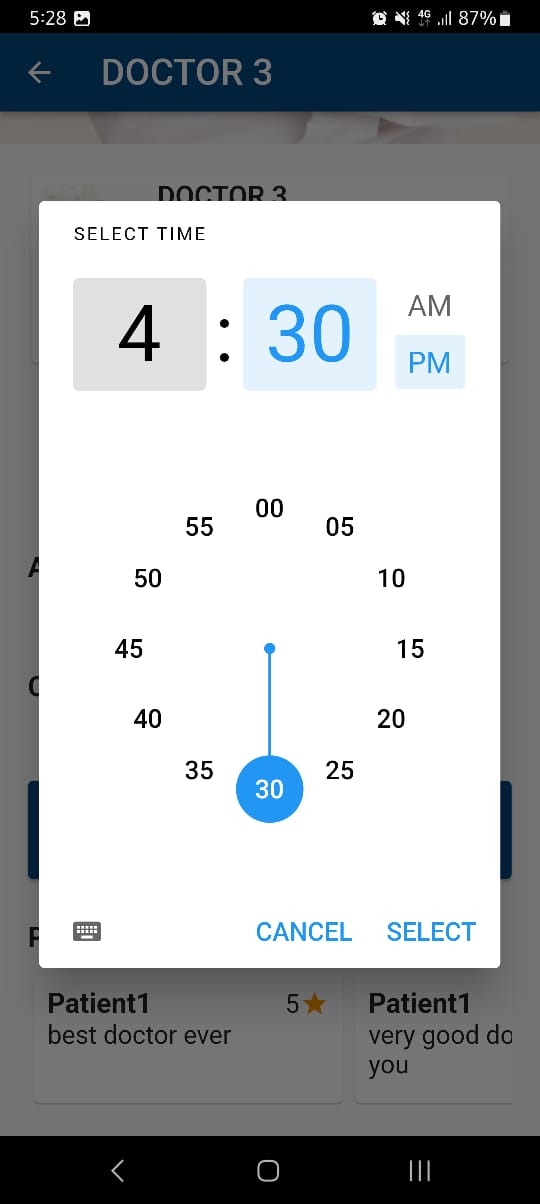 5:28 4G 87%
DOCTOR 3
DOCTOR 3
SELECT TIME
4 : 30
AM
PM
00
55 05
50 10
45 15
40 20
35 25
30
CANCEL SELECT
Patient1 5
best doctor ever
Patient1
very good do
you